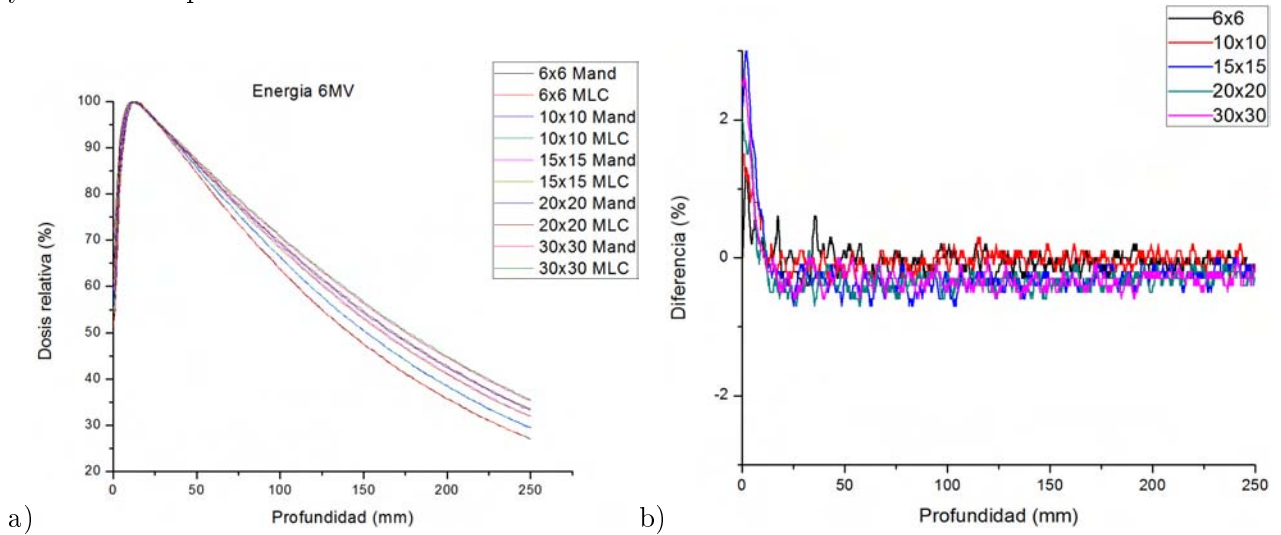 Energia 6MV
6x6 Mand
6x6 MLC
10x10 Mand
10x10 MLC
15x15 Mand
15x15 MLC
20x20 Mand
20x20 MLC
30x30 Mand
30x30 MLC
Dosis relativa (%)
100
90
80
70
60
50
40
30
20
0 50 100 150 200 250
Profundidad (mm)
a)
6x6
10x10
15x15
20x20
30x30
Diferencia (%)
2
0
-2
0 50 100 150 200 250
Profundidad (mm)
b)